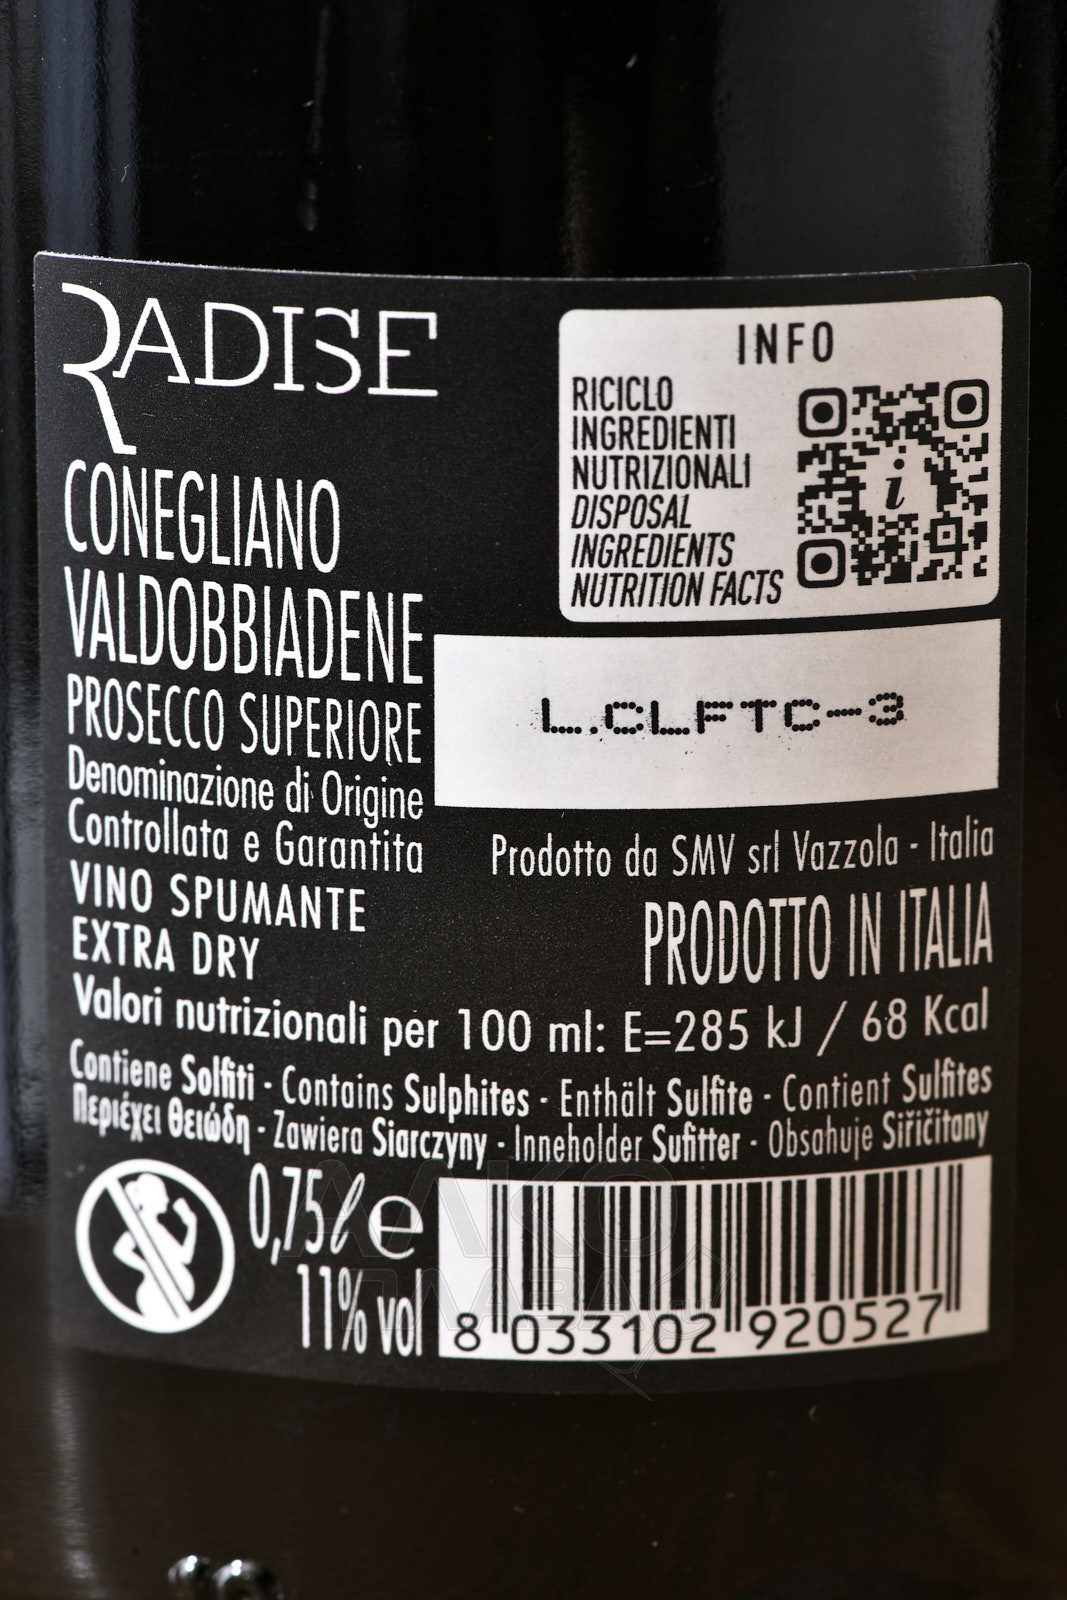 RADISE
CONEGLIANO
VALDOBBIADENE
PROSECCO SUPERIORE
Denominazione di Origine
Controllata e Garantita
VINO SPUMANTE
EXTRA DRY
INFO
RICICLO
INGREDIENTI
NUTRIZIONALI
DISPOSAL
INGREDIENTS
NUTRITION FACTS
i
L.CLFTC-3
Prodotto da SMV srl Vazzola - Italia
PRODOTTO IN ITALIA
Valori nutrizionali per 100 ml: E=285 kJ / 68 Kcal
Contiene Solfiti - Contains Sulphites - Enthält Sulfite - Contient Sulfites
Περιέχει Θειώδη - Zawiera Siarczyny - Inneholder Sufitter - Obsahuje Siřičitany
0,75 ℓ e
11% vol
8 033102 920527